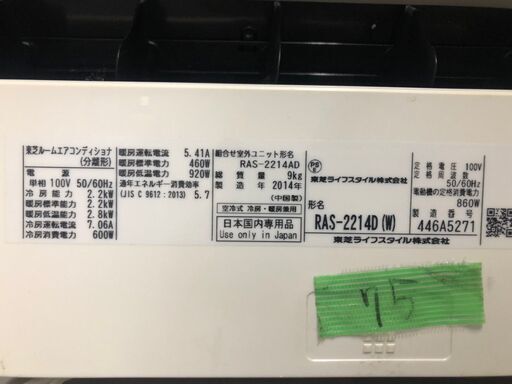 東芝ルームエアコンディショナ
(分離形)
電源
単相 100V 50/60Hz
冷房能力 2.2kW
暖房標準能力 2.2kW
暖房低温能力 2.8kW
冷房運転電流 7.06A
冷房消費電力 600W
暖房運転電流 5.41A
暖房標準電力 460W
暖房低温電力 920W
通年エネルギー消費効率
(JIS C 9612 : 2013) 5.7
組合せ室外ユニット形名
RAS-2214AD
総質量 9kg
製造年 2014年
(中国製)
空冷式 冷房・暖房兼用
日本国内専用品
Use only in Japan
PS
E
東芝ライフスタイル株式会社
形名
RAS-2214D(W)
定格電圧 100V
定格周波数
50/60Hz
電動機の定格消費電力
860W
製造番号
446A5271
東芝ライフスタイル株式会社
75